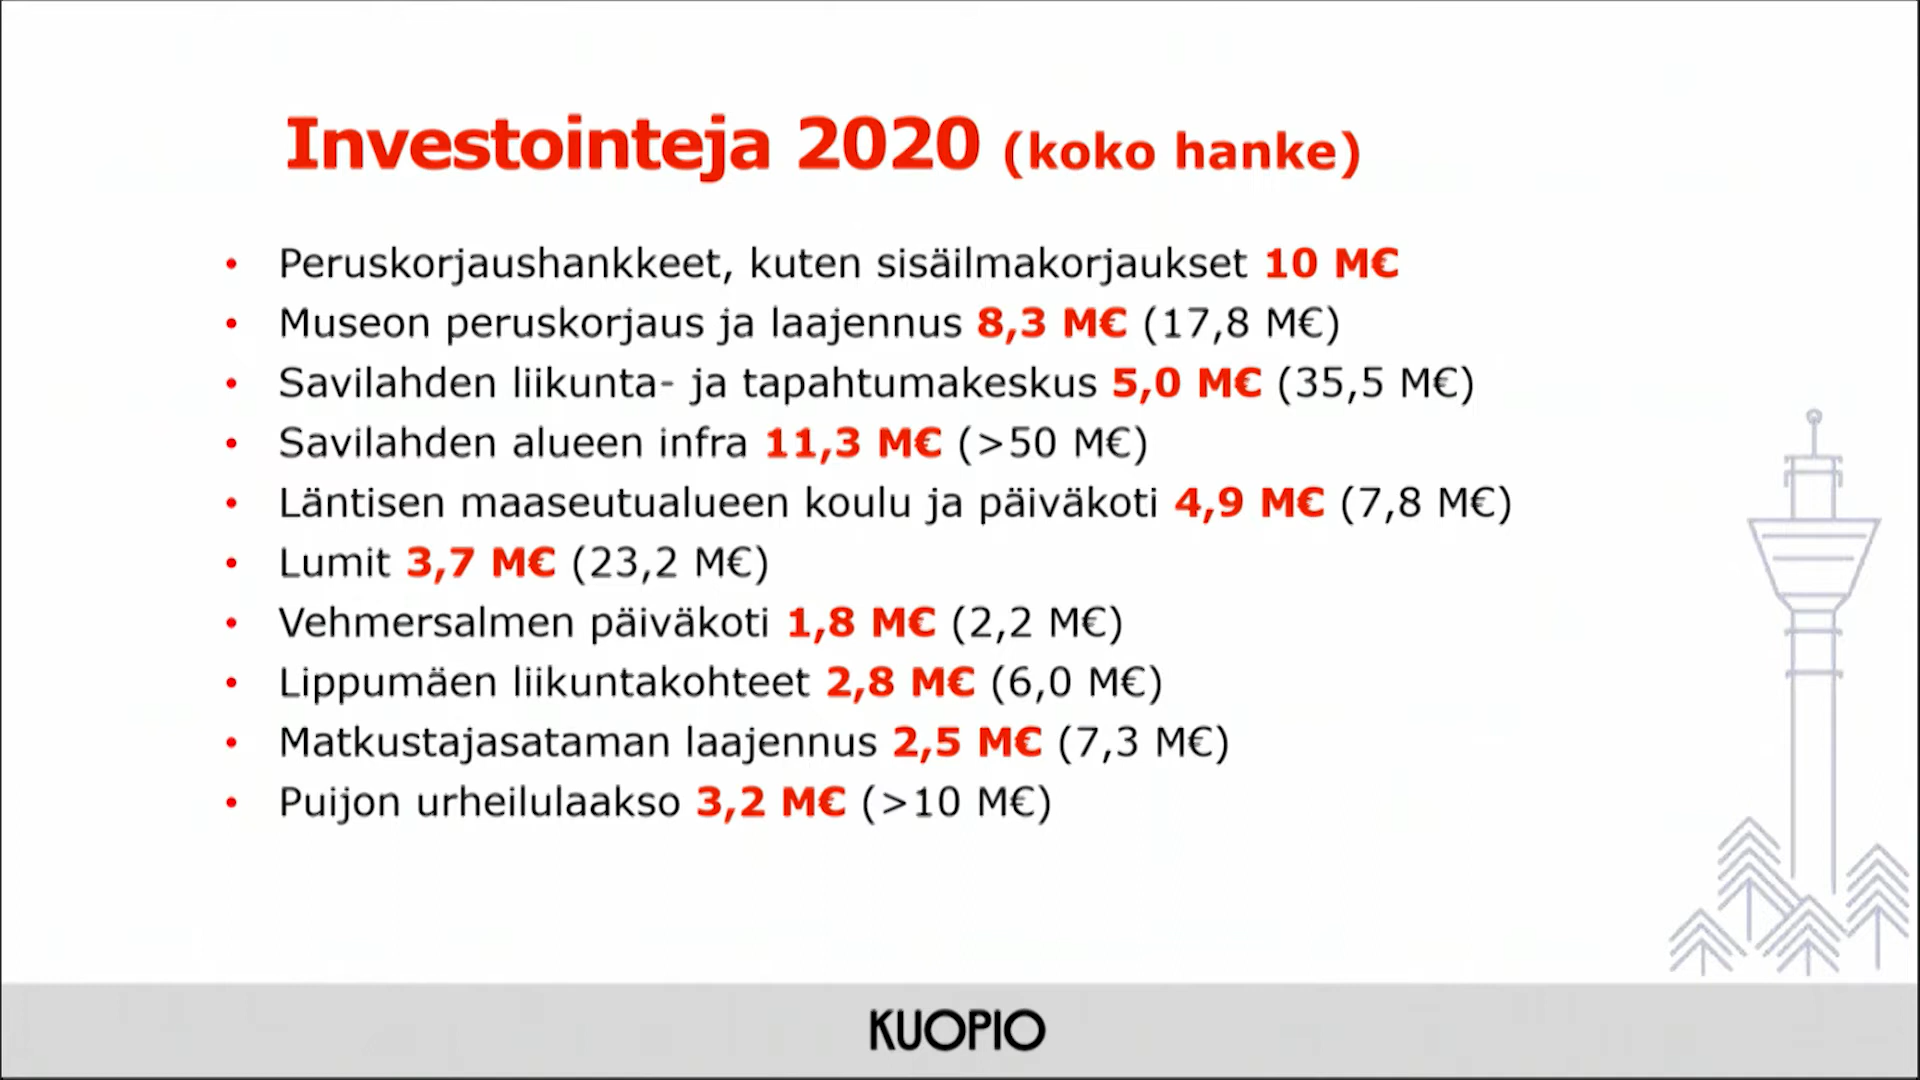 Investointeja 2020 (koko hanke)
• Peruskorjaushankkeet, kuten sisäilmakorjaukset 10 M€
• Museon peruskorjaus ja laajennus 8,3 M€ (17,8 M€)
• Savilahden liikunta- ja tapahtumakeskus 5,0 M€ (35,5 M€)
• Savilahden alueen infra 11,3 M€ (>50 M€)
• Läntisen maaseutualueen koulu ja päiväkoti 4,9 M€ (7,8 M€)
• Lumit 3,7 M€ (23,2 M€)
• Vehmersalmen päiväkoti 1,8 M€ (2,2 M€)
• Lippumäen liikuntakohteet 2,8 M€ (6,0 M€)
• Matkustajasataman laajennus 2,5 M€ (7,3 M€)
• Puijon urheilulaakso 3,2 M€ (>10 M€)
KUOPIO